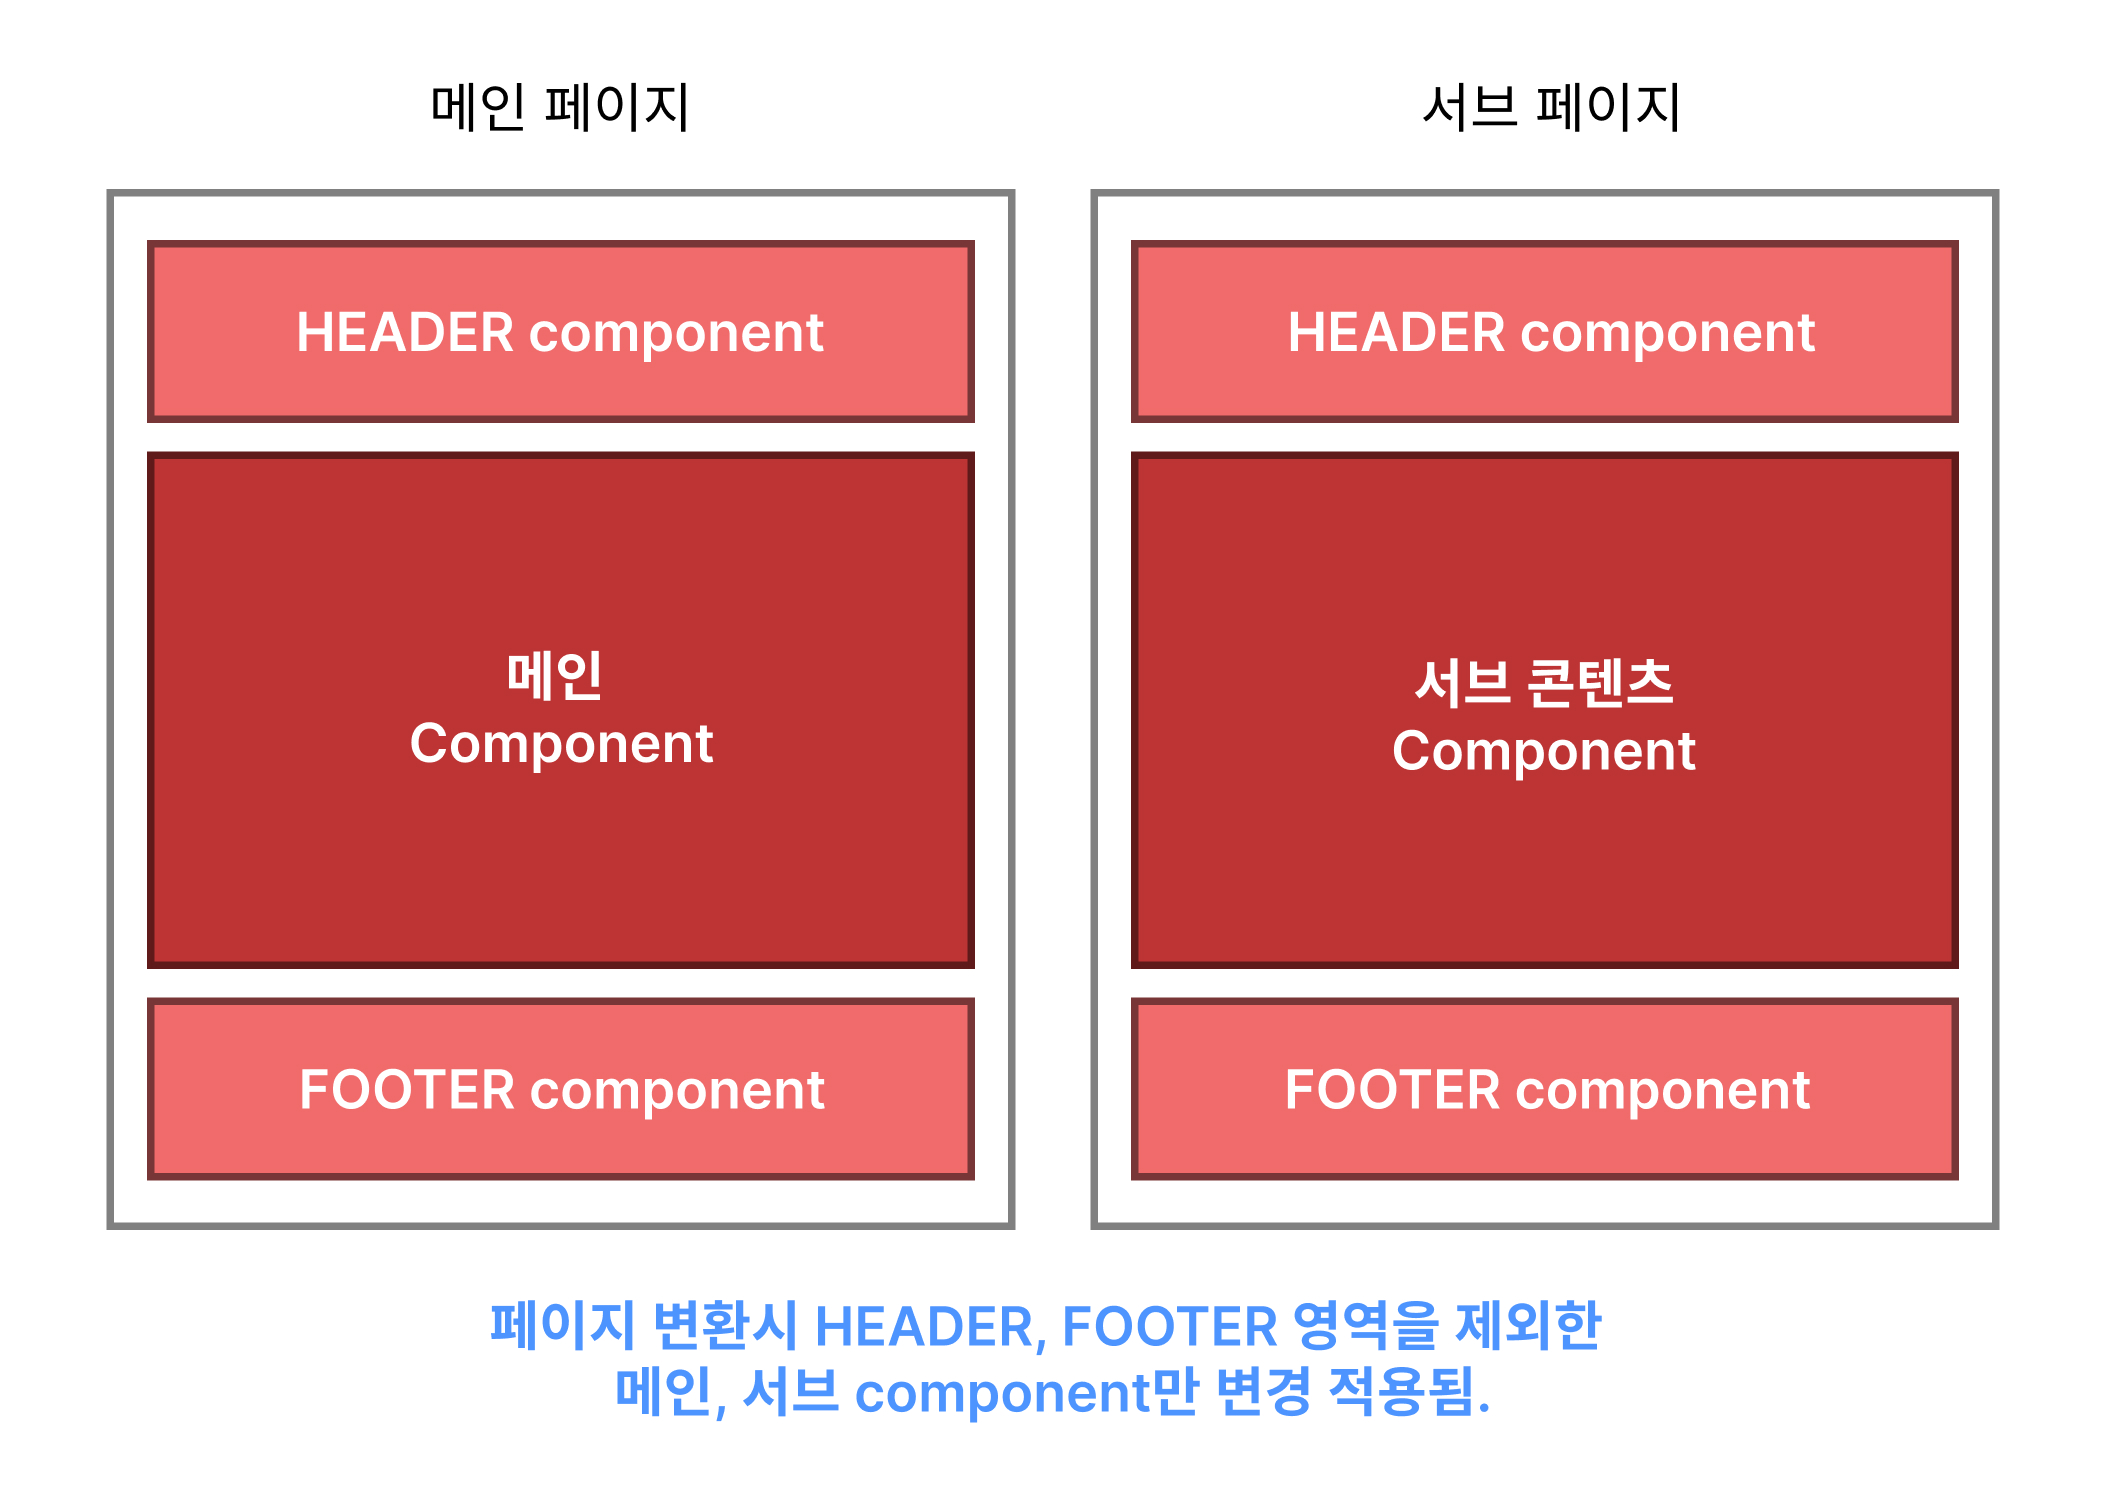 메인 페이지
HEADER component
메인
Component
FOOTER component
서브 페이지
HEADER component
서브 콘텐츠
Component
FOOTER component
페이지 변환시 HEADER, FOOTER 영역을 제외한
메인, 서브 component만 변경 적용됨.